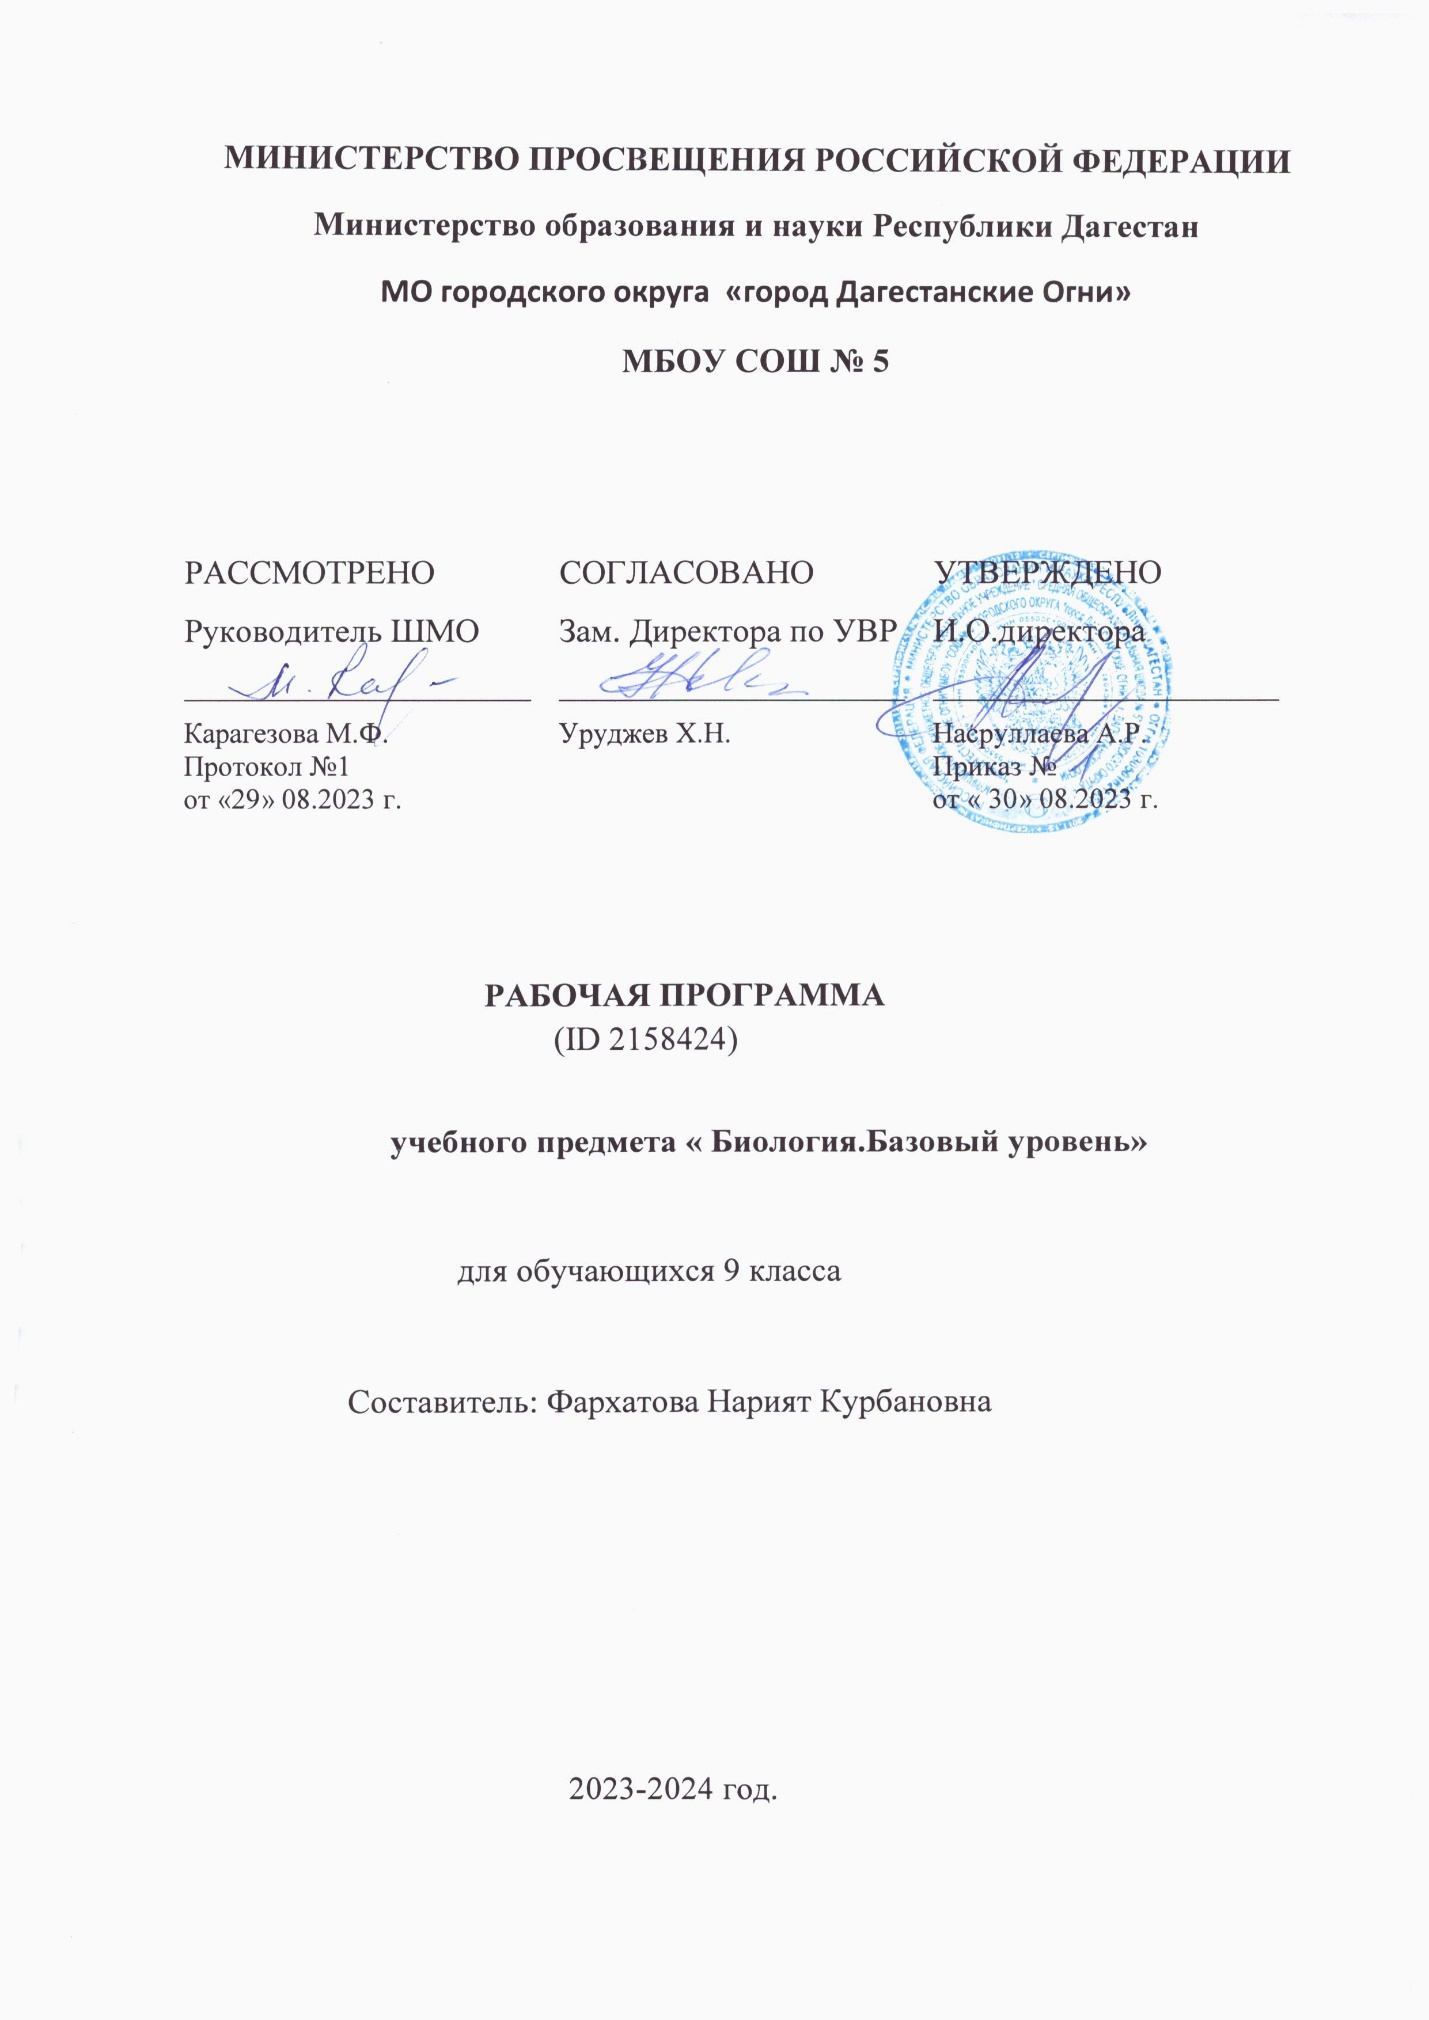 МИНИСТЕРСТВО ПРОСВЕЩЕНИЯ РОССИЙСКОЙ ФЕДЕРАЦИИ
Министерство образования и науки Республики Дагестан
МО городского округа «город Дагестанские Огни»
МБОУ СОШ № 5
РАССМОТРЕНО
Руководитель ШМО
Карагезова М.Ф.
Протокол №1
от «29» 08.2023 г.
СОГЛАСОВАНО
Зам. Директора по УВР
Уруджев Х.Н.
УТВЕРЖДЕНО
И.О.директора
Насруллаева А.Р.
Приказ № 1
от « 30» 08.2023 г.
РАБОЧАЯ ПРОГРАММА
(ID 2158424)
учебного предмета « Биология.Базовый уровень»
для обучающихся 9 класса
Составитель: Фархатова Нарият Курбановна
2023-2024 год.